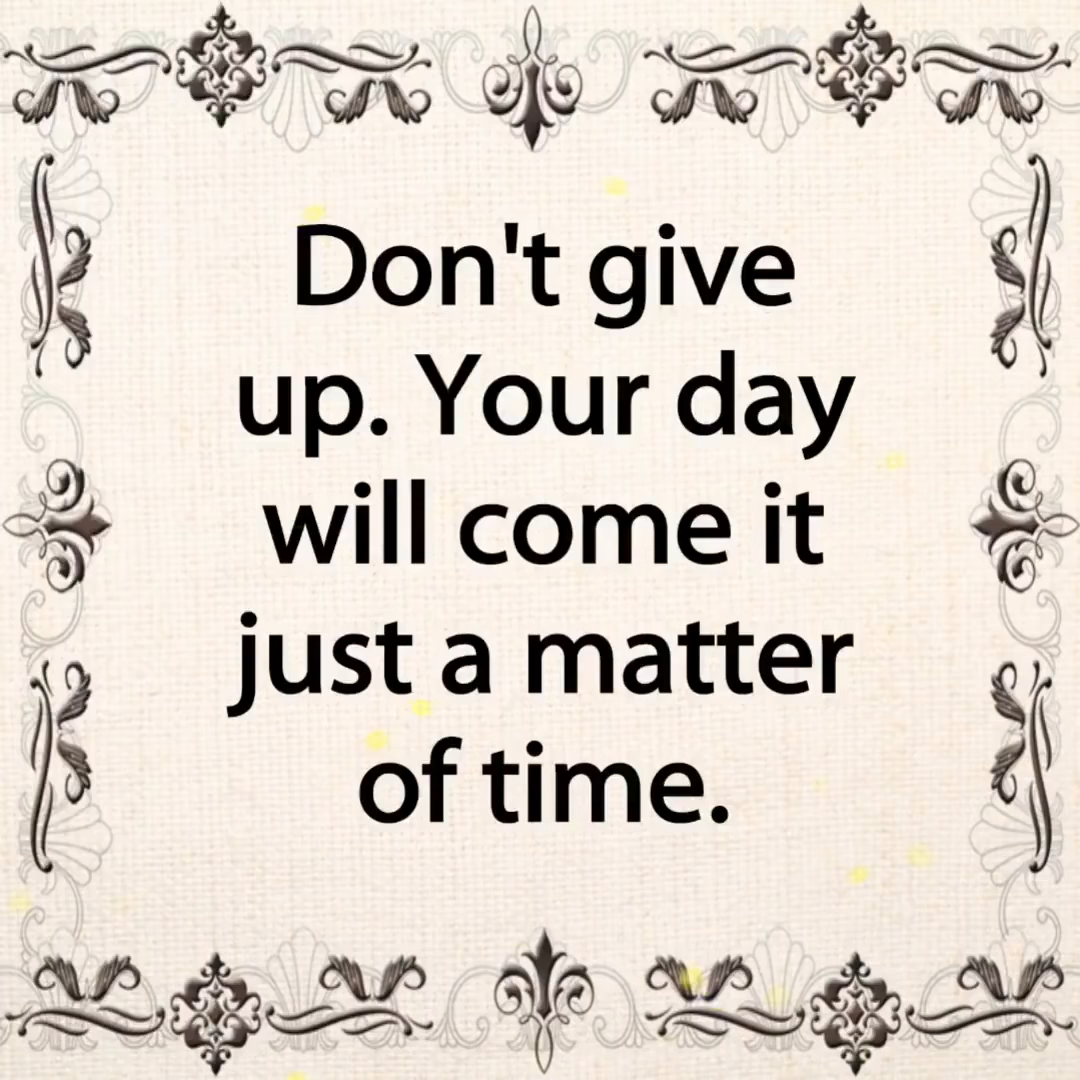 Don't give
up. Your day
will come it
just a matter
of time.